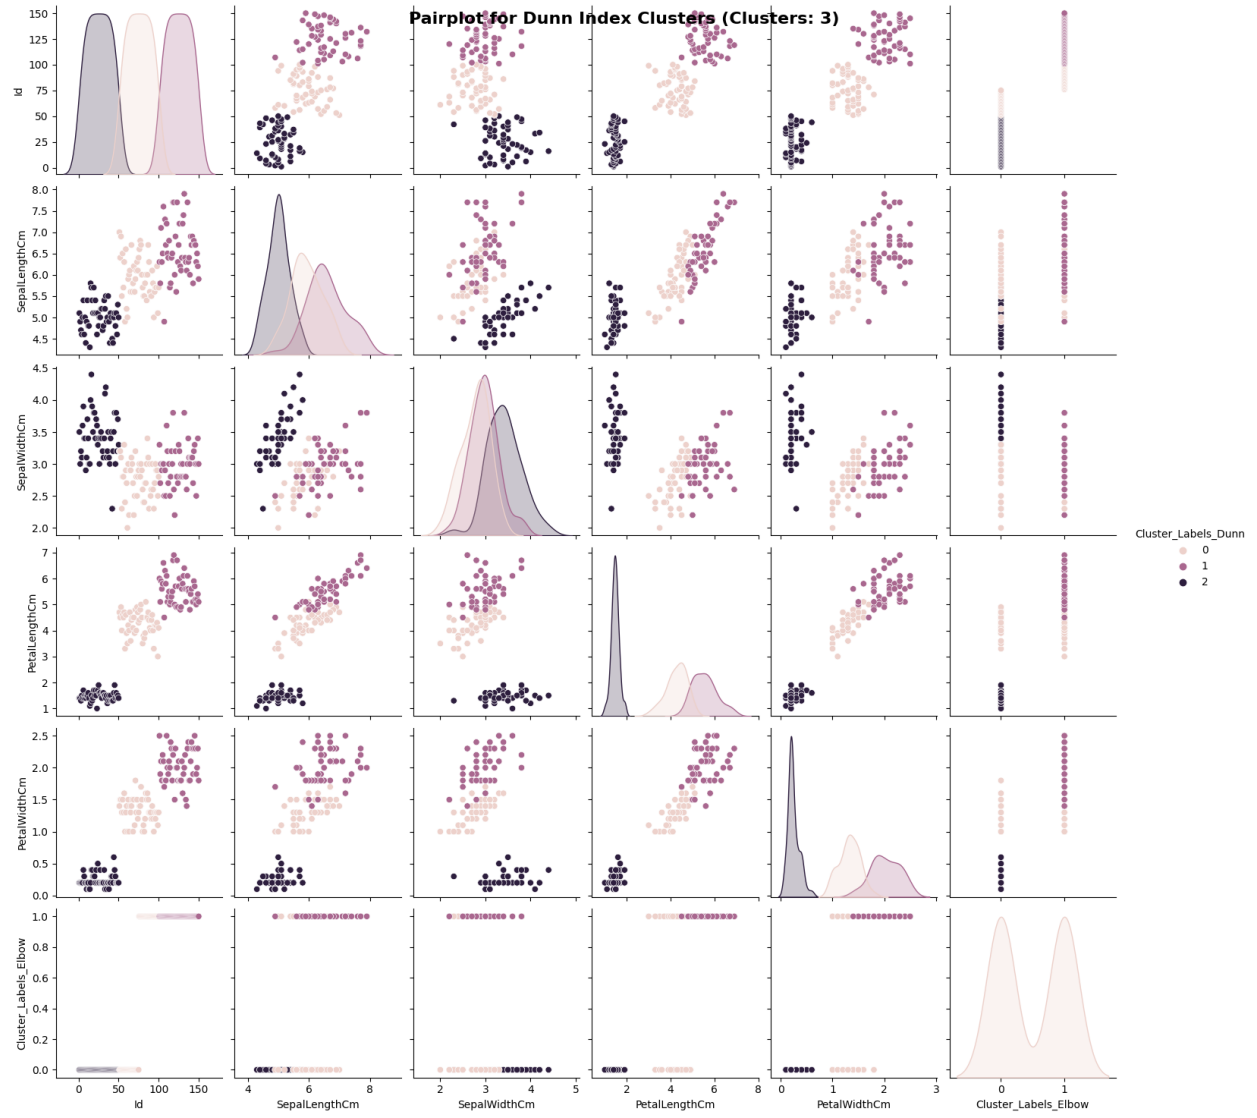 Pairplot for Dunn Index Clusters (Clusters: 3)
150
125
100
75
50
25
0
Id
8.0
7.5
7.0
6.5
6.0
5.5
5.0
4.5
SepalLengthCm
4.5
4.0
3.5
3.0
2.5
2.0
SepalWidthCm
7
6
5
4
3
2
1
PetalLengthCm
2.5
2.0
1.5
1.0
0.5
0.0
PetalWidthCm
1.0
0.8
0.6
0.4
0.2
0.0
Cluster_Labels_Elbow
0 50 100 150
4 6 8
2 3 4 5
2 4 6 8
0 1 2 3
0 1
Id
SepalLengthCm
SepalWidthCm
PetalLengthCm
PetalWidthCm
Cluster_Labels_Elbow
Cluster_Labels_Dunn
0
1
2